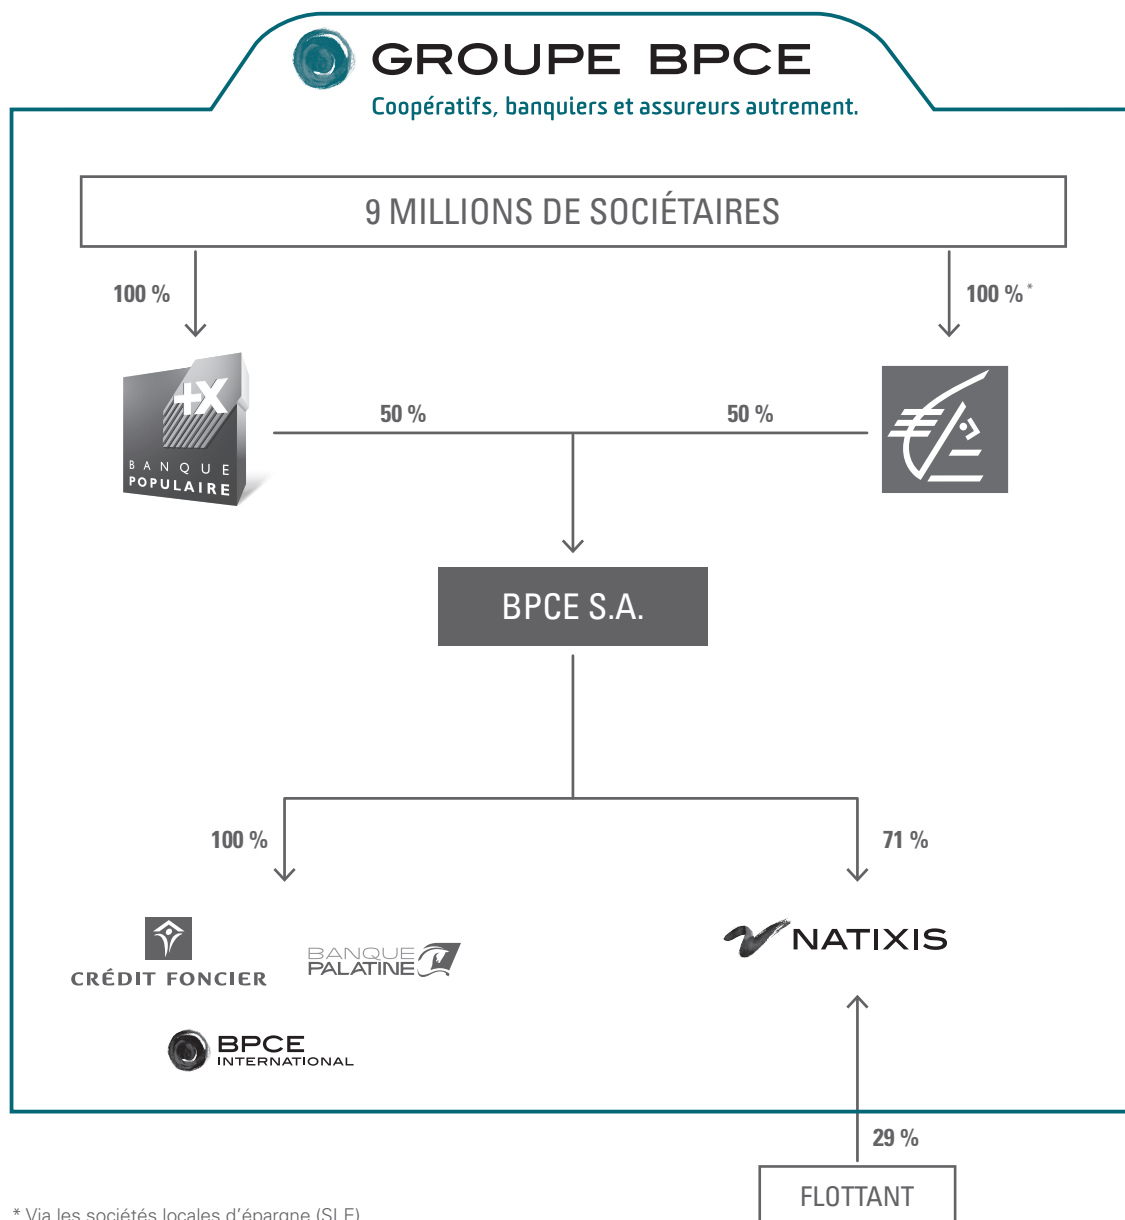 GROUPE BPCE
Coopératifs, banquiers et assureurs autrement.
9 MILLIONS DE SOCIÉTAIRES
100 %
100 % *
+X
BANQUE
POPULAIRE
50 %
50 %
BPCE S.A.
100 %
71 %
CRÉDIT FONCIER
BANQUE
PALATINE
NATIXIS
BPCE
INTERNATIONAL
29 %
FLOTTANT
* Via les sociétés locales d'épargne (SLE)